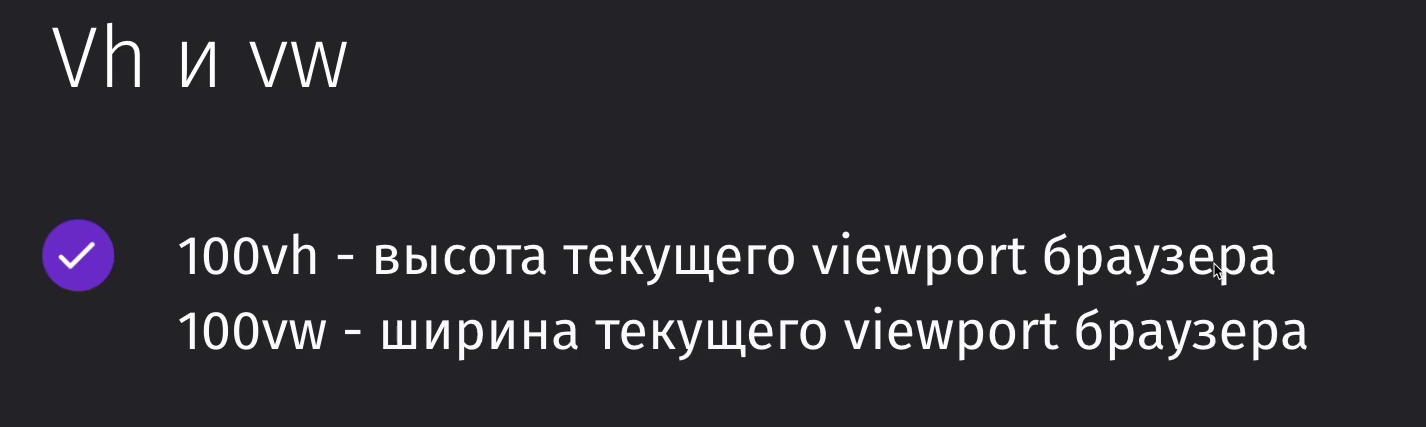 Vh и vw
100vh - высота текущего viewport браузера
100vw - ширина текущего viewport браузера